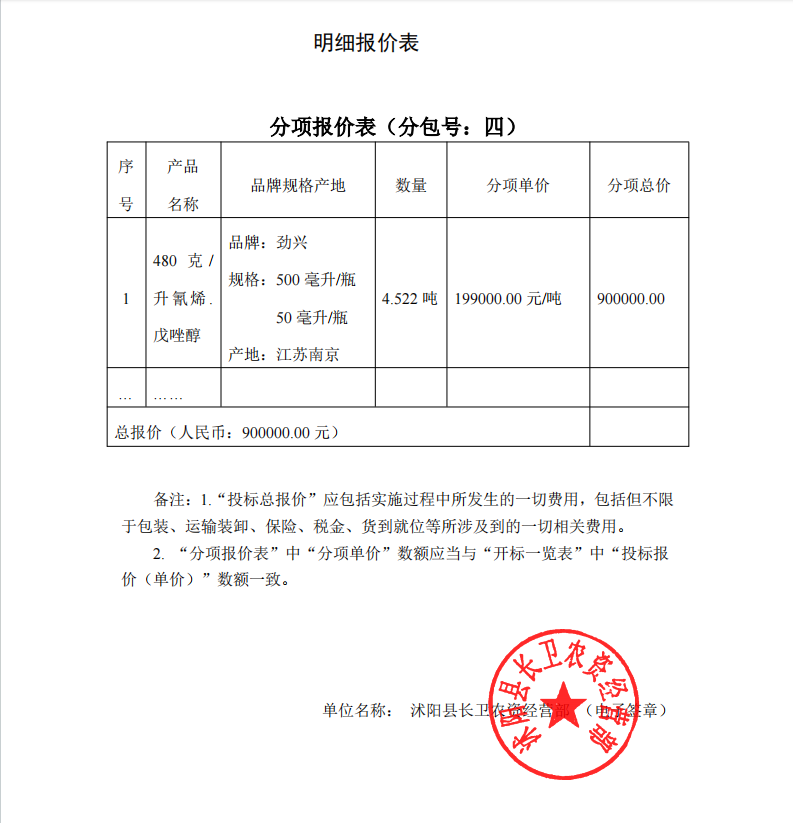 明细报价表
分项报价表（分包号：四）
序号 产品名称 品牌规格产地 数量 分项单价 分项总价
1 480 克/升氰烯.戊唑醇 品牌：劲兴 规格：500 毫升/瓶 50 毫升/瓶 产地：江苏南京 4.522 吨 199000.00 元/吨 900000.00
… ……
总报价（人民币：900000.00 元）
备注：1.“投标总报价”应包括实施过程中所发生的一切费用，包括但不限
于包装、运输装卸、保险、税金、货到就位等所涉及到的一切相关费用。
2. “分项报价表”中“分项单价”数额应当与“开标一览表”中“投标报
价（单价）”数额一致。
单位名称： 沭阳县长卫农资经营部 （电子签章）
沭阳县长卫农资经营部